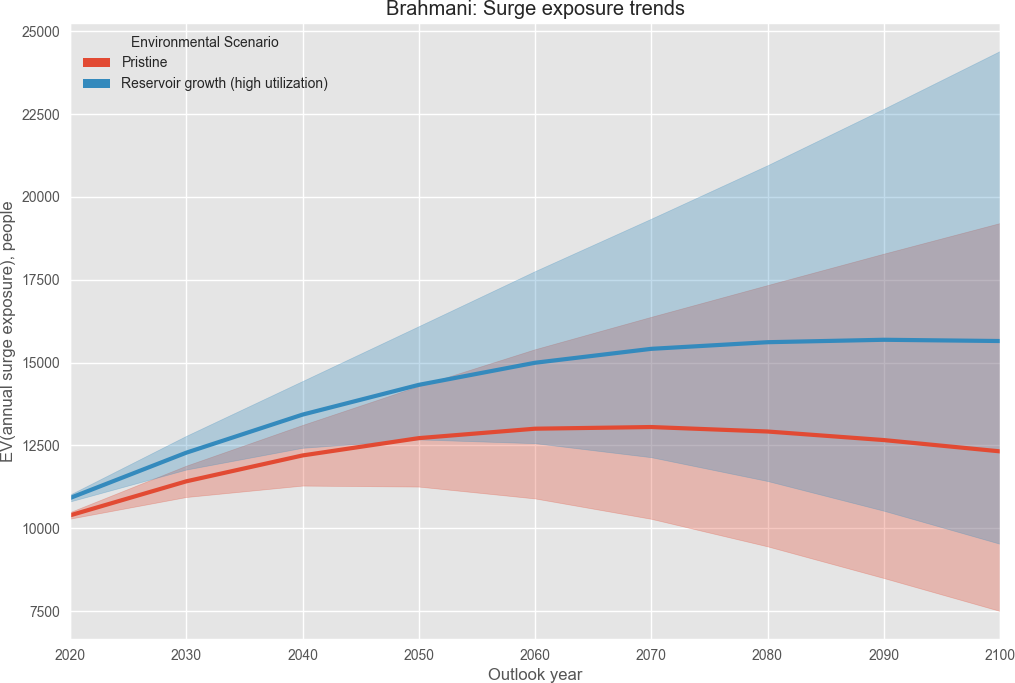 Brahmani: Surge exposure trends
Environmental Scenario
Pristine
Reservoir growth (high utilization)
EV(annual surge exposure), people
25000
22500
20000
17500
15000
12500
10000
7500
2020 2030 2040 2050 2060 2070 2080 2090 2100
Outlook year